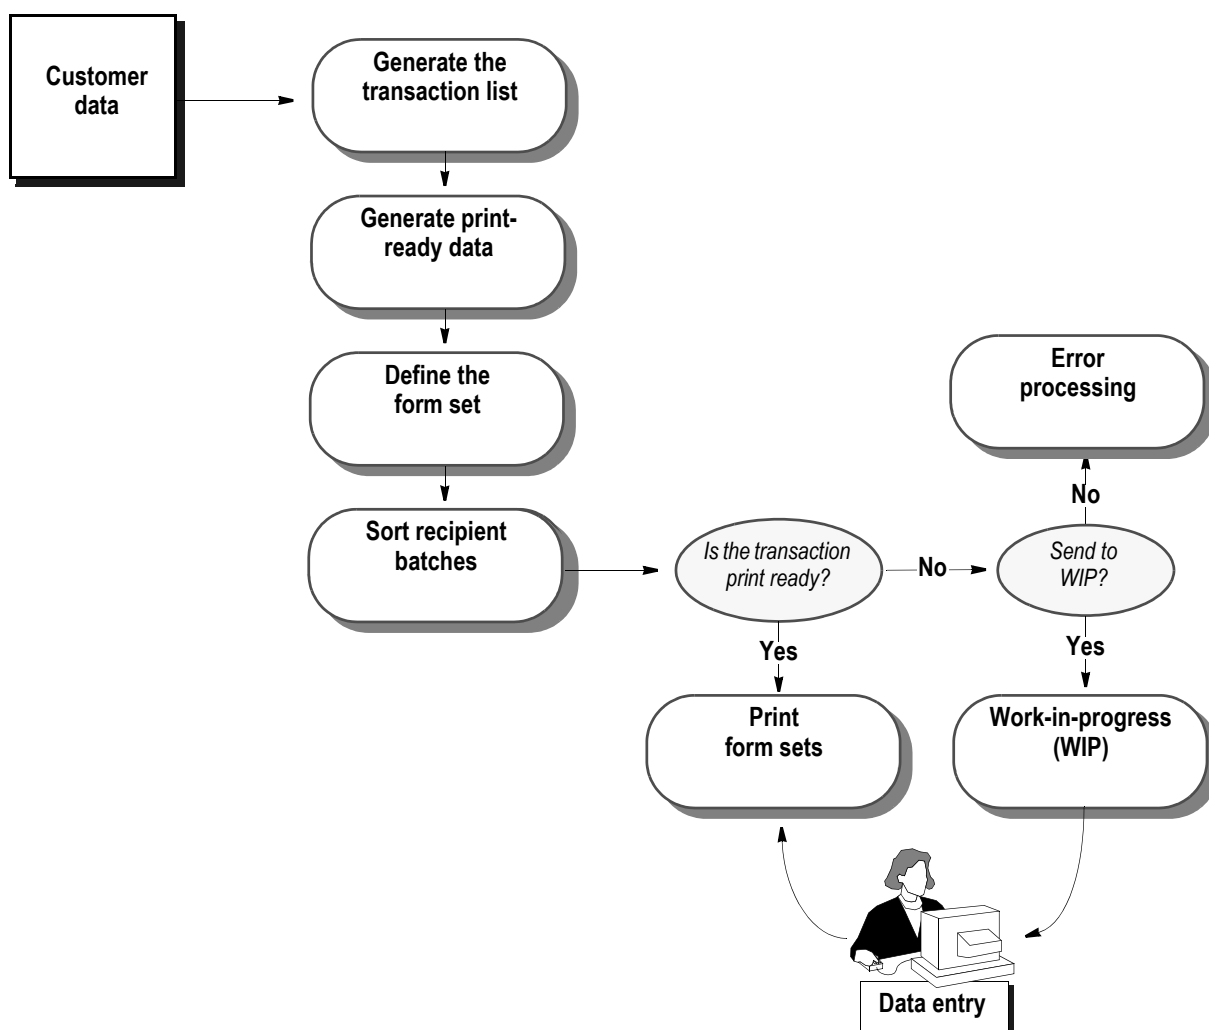 Customer
data
Generate the
transaction list
Generate print-
ready data
Define the
form set
Sort recipient
batches
Is the transaction
print ready?
No
Send to
WIP?
No
Error
processing
Yes
Print
form sets
Yes
Work-in-progress
(WIP)
Data entry